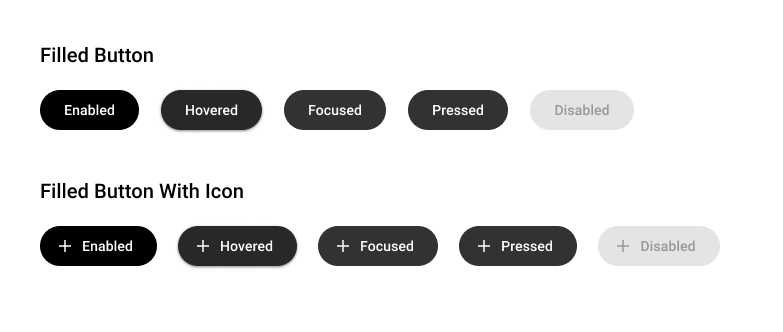 Filled Button
Enabled Hovered Focused Pressed Disabled
Filled Button With Icon
Enabled Hovered Focused Pressed Disabled